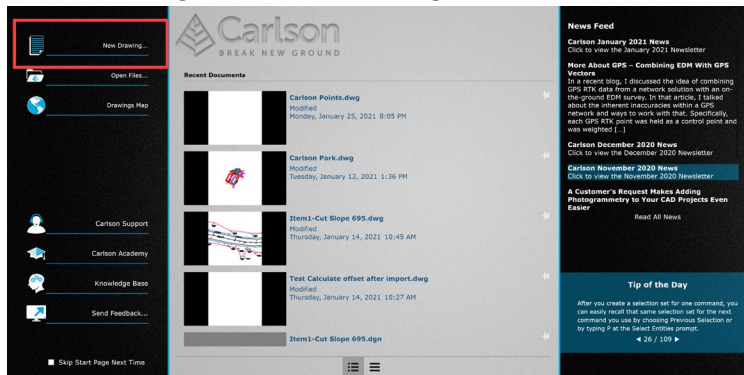 New Drawing...
Open Files...
Drawings Map
Carlson Support
Carlson Academy
Knowledge Base
Send Feedback...
Skip Start Page Next Time
Carlson
BREAK NEW GROUND
Recent Documents
Carlson Points.dwg
Modified
Monday, January 25, 2021 8:05 PM
Carlson Park.dwg
Modified
Tuesday, January 12, 2021 1:36 PM
Item1-Cut Slope 695.dwg
Modified
Thursday, January 14, 2021 10:45 AM
Test Calculate offset after import.dwg
Modified
Thursday, January 14, 2021 10:27 AM
Item1-Cut Slope 695.dgn
News Feed
Carlson January 2021 News
Click to view the January 2021 Newsletter
More About GPS – Combining EDM With GPS
Vectors
In a recent blog, I discussed the idea of combining
GPS RTK data from a network solution with an on-
the-ground EDM survey. In that article, I talked
about the inherent inaccuracies within a GPS
network and ways to work with that. Specifically,
each GPS RTK point was held as a control point and
was weighted […]
Carlson December 2020 News
Click to view the December 2020 Newsletter
Carlson November 2020 News
Click to view the November 2020 Newsletter
A Customer's Request Makes Adding
Photogrammetry to Your CAD Projects Even
Easier
Read All News
Tip of the Day
After you create a selection set for one command, you
can easily recall that same selection set for the next
command you use by choosing Previous Selection or
by typing P at the Select Entities prompt.
◄ 26 / 109 ►